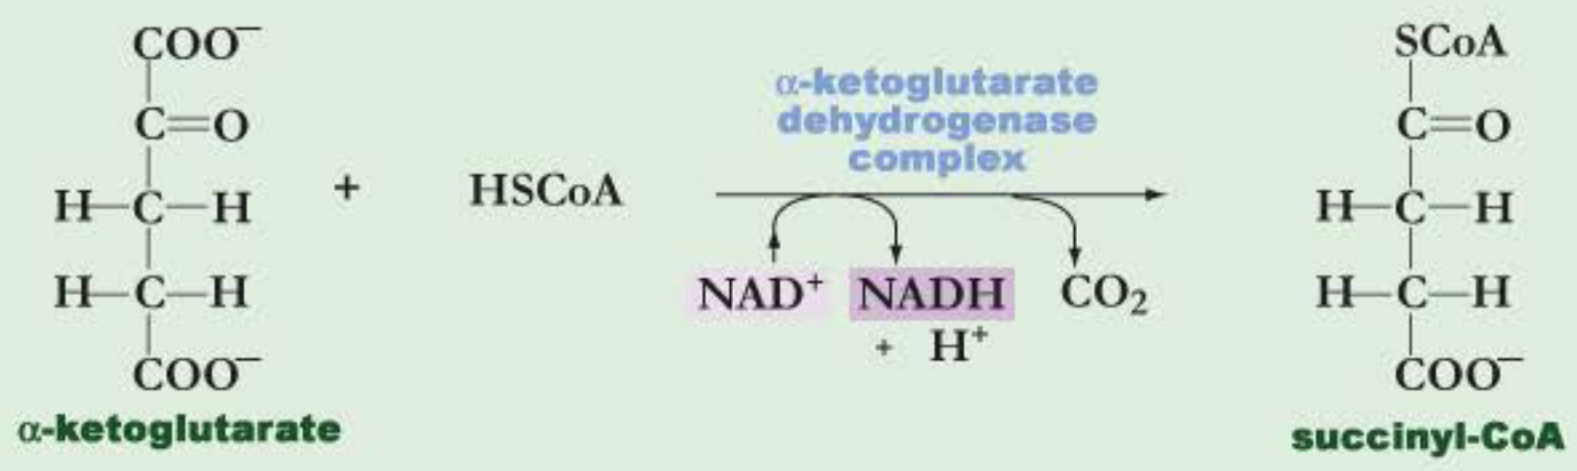 COO⁻
C=O
H—C—H
H—C—H
COO⁻
α-ketoglutarate
+
HSCoA
α-ketoglutarate
dehydrogenase
complex
NAD⁺ NADH CO₂
+ H⁺
SCoA
C=O
H—C—H
H—C—H
COO⁻
succinyl-CoA